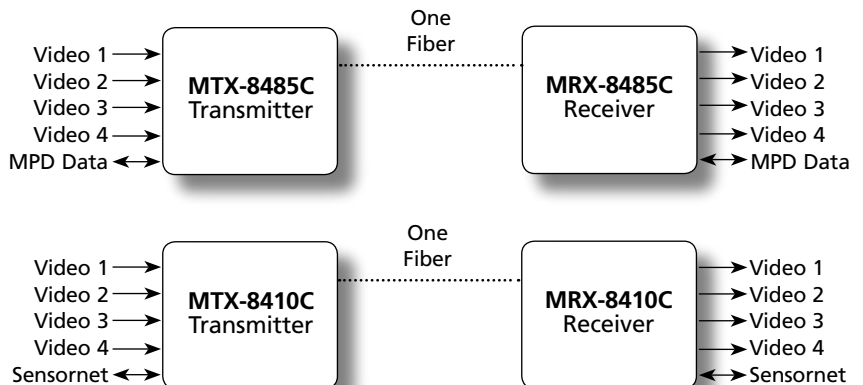 One
Fiber
Video 1
Video 2
Video 3
Video 4
MPD Data
MTX-8485C
Transmitter
MRX-8485C
Receiver
Video 1
Video 2
Video 3
Video 4
MPD Data
One
Fiber
Video 1
Video 2
Video 3
Video 4
Sensornet
MTX-8410C
Transmitter
MRX-8410C
Receiver
Video 1
Video 2
Video 3
Video 4
Sensornet